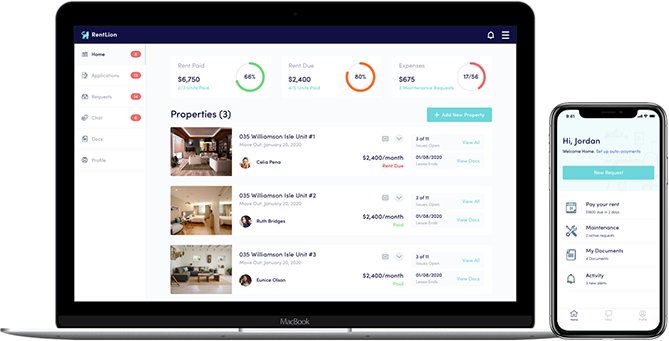 RentLion
Home
6
Applications
12
Requests
14
Chat
5
Docs
Profile
Rent Paid
$6,750
2/3 Units Paid
66%
Rent Due
$2,400
4/5 Units Paid
80%
Expenses
$675
3 Maintenance Requests
17/56
Properties (3)
+ Add New Property
035 Williamson Isle Unit #1
Move Out: January 20, 2020
Celia Pena
$2,400/month
Rent Due
3 of 11
Issues Open
View All
01/08/2020
Lease Ends
View Docs
035 Williamson Isle Unit #2
Move Out: January 20, 2020
Ruth Bridges
$2,400/month
Paid
3 of 11
Issues Open
View All
01/08/2020
Lease Ends
View Docs
035 Williamson Isle Unit #3
Move Out: January 20, 2020
Eunice Olson
$2,400/month
Paid
3 of 11
Issues Open
View All
01/08/2020
Lease Ends
View Docs
MacBook
9:41
Hi, Jordan
Welcome Home. Set up auto-payments
New Request
Pay your rent
$1800 due in 2 days
Maintenance
2 active requests
My Documents
4 Documents
Activity
2 new alerts
Home
Profile